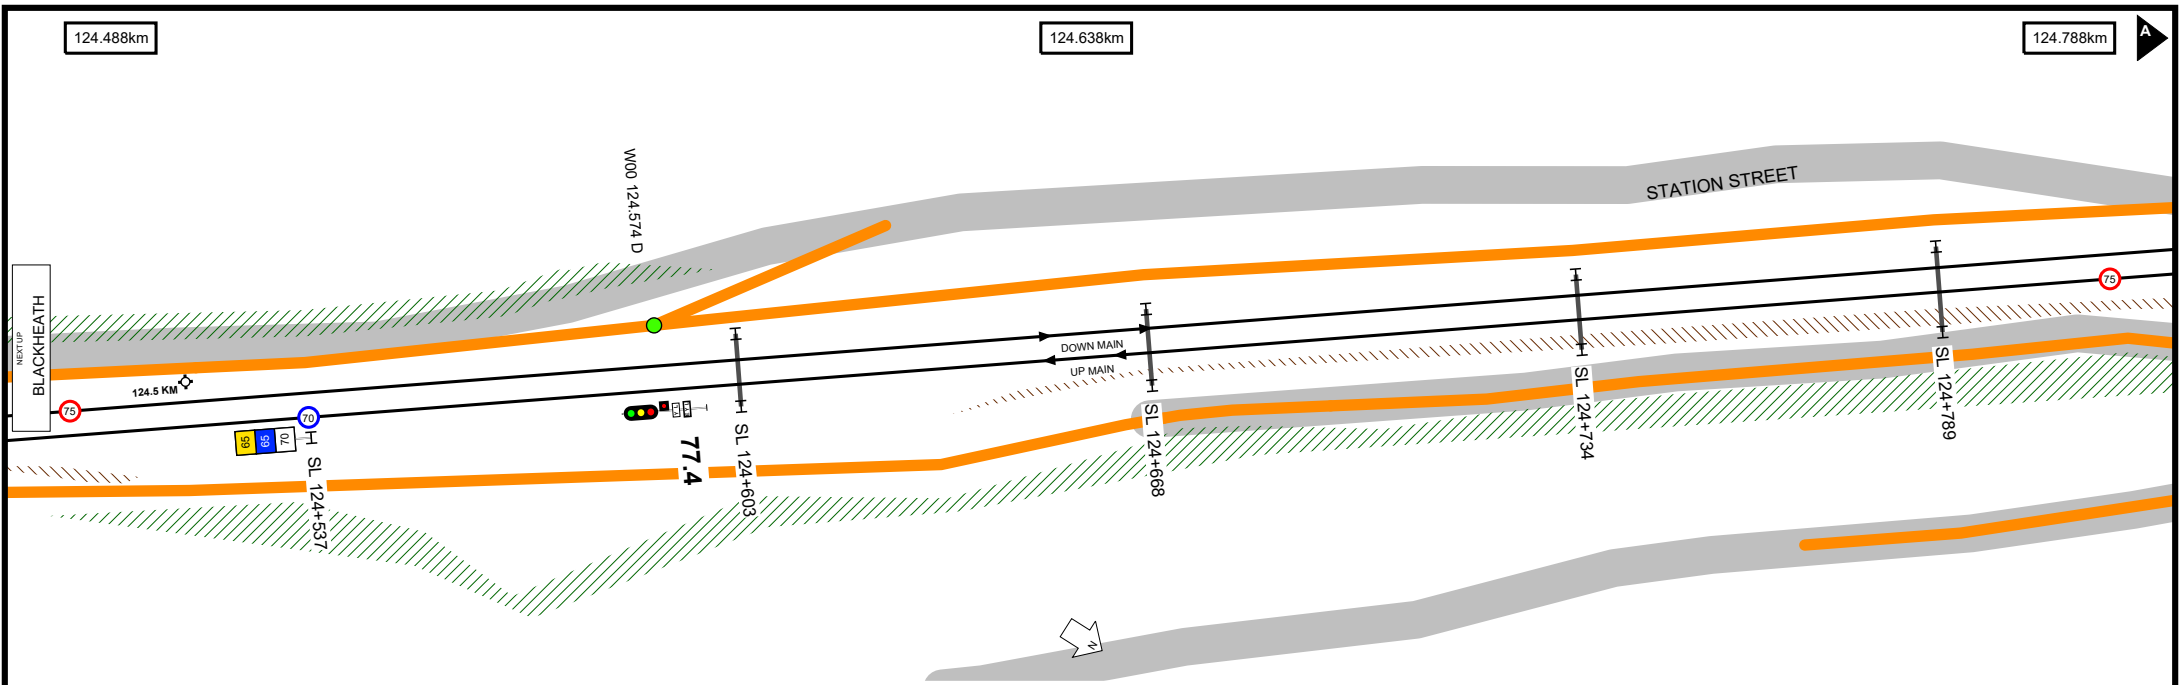 124.488km
124.638km
124.788km
A
W00 124.574 D
STATION STREET
NEXT UP
BLACKHEATH
124.5 KM
75
70
75
DOWN MAIN
UP MAIN
65
65
70
77.4
SL 124+537
SL 124+603
SL 124+668
SL 124+734
SL 124+789
N